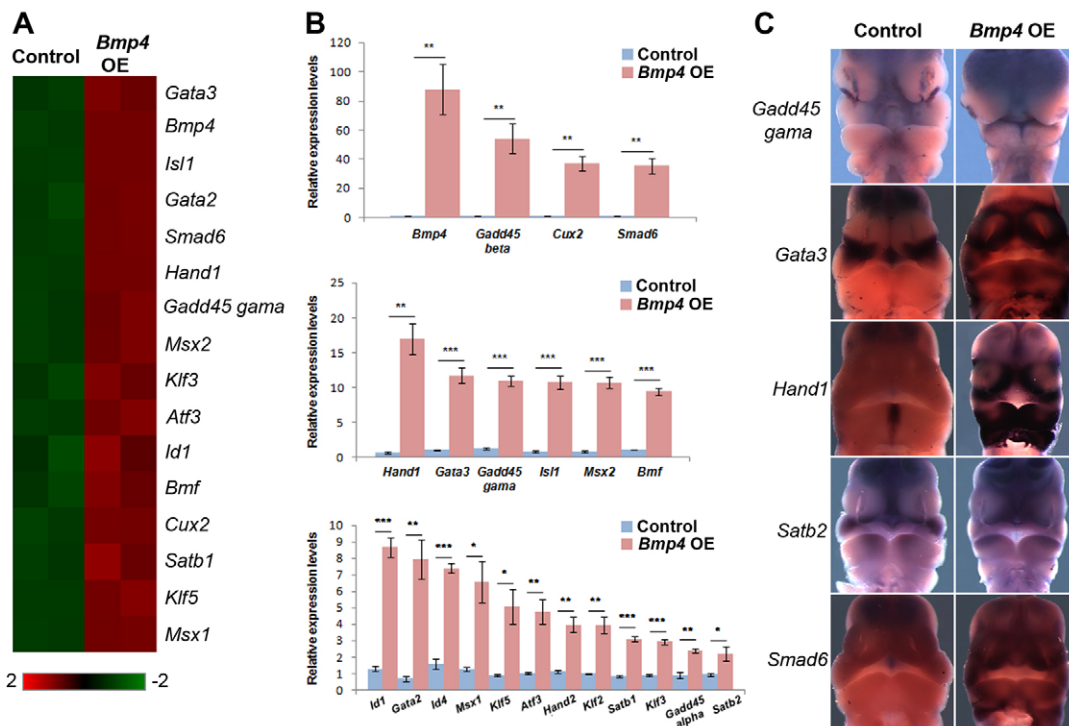 A
Control
Bmp4
OE
Gata3
Bmp4
Isl1
Gata2
Smad6
Hand1
Gadd45 gama
Msx2
Klf3
Atf3
Id1
Bmf
Cux2
Satb1
Klf5
Msx1
2
-2
B
Relative expression levels
120
100
80
60
40
20
0
** ** ** **
Control
Bmp4 OE
Bmp4 Gadd45 Cux2 Smad6
beta
Relative expression levels
25
20
15
10
5
0
** *** *** *** *** ***
Control
Bmp4 OE
Hand1 Gata3 Gadd45 Isl1 Msx2 Bmf
gama
Relative expression levels
10
9
8
7
6
5
4
3
2
1
0
*** ** *** * * ** ** ** *** *** ** *
Control
Bmp4 OE
Id1 Gata2 Id4 Msx1 Klf5 Atf3 Hand2 Klf2 Satb1 Klf3 Gadd45 Satb2
alpha
C
Control Bmp4 OE
Gadd45
gama
Gata3
Hand1
Satb2
Smad6